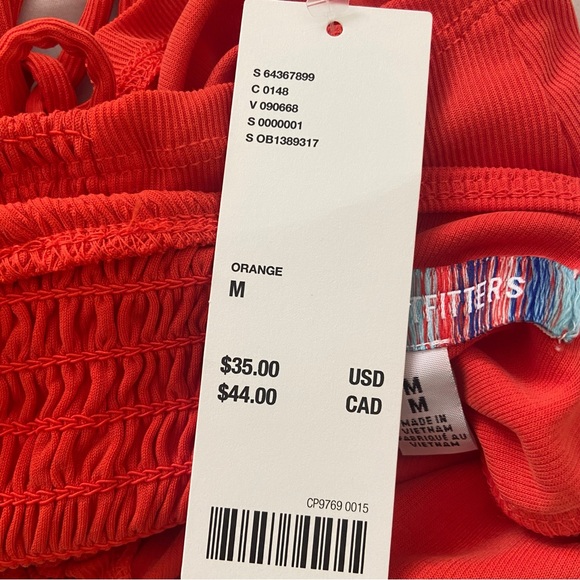 S 64367899
C 0148
V 090668
S 0000001
S OB1389317
ORANGE
M
$35.00 USD
$44.00 CAD
CP9769 0015
FITTERS
M
M
MADE IN
VIETNAM
FABRIQUÉ AU
VIETNAM